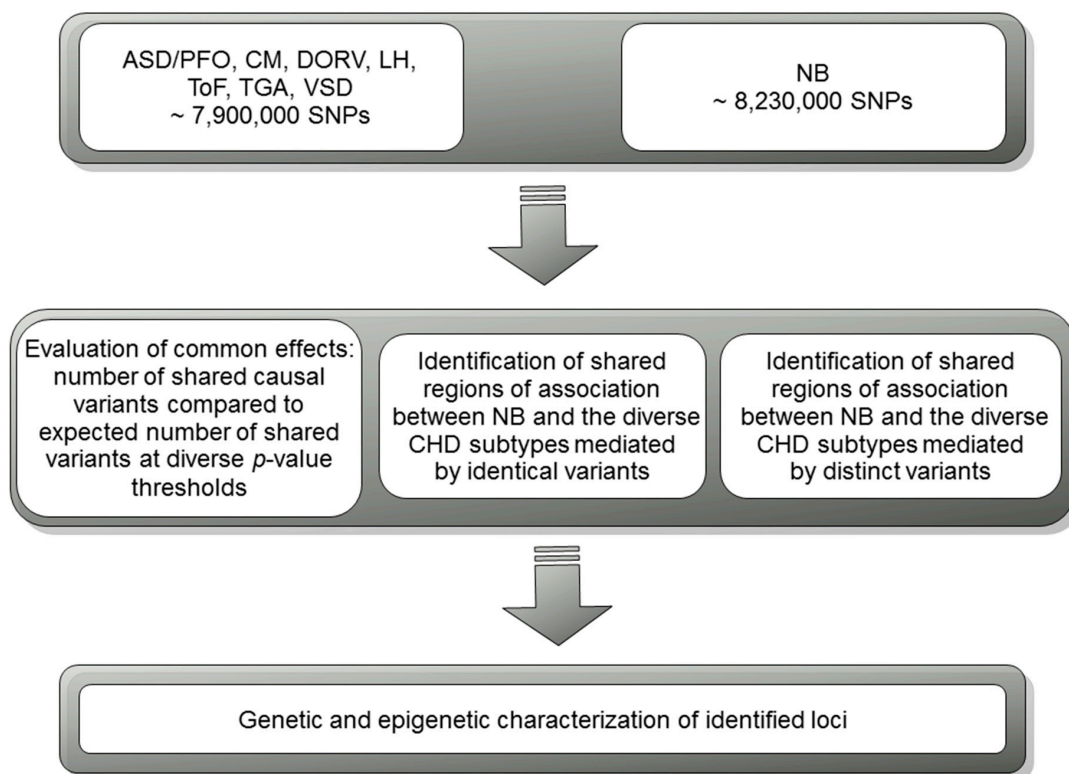 ASD/PFO, CM, DORV, LH,
ToF, TGA, VSD
~ 7,900,000 SNPs
NB
~ 8,230,000 SNPs
Evaluation of common effects:
number of shared causal
variants compared to
expected number of shared
variants at diverse p-value
thresholds
Identification of shared
regions of association
between NB and the diverse
CHD subtypes mediated
by identical variants
Identification of shared
regions of association
between NB and the diverse
CHD subtypes mediated
by distinct variants
Genetic and epigenetic characterization of identified loci